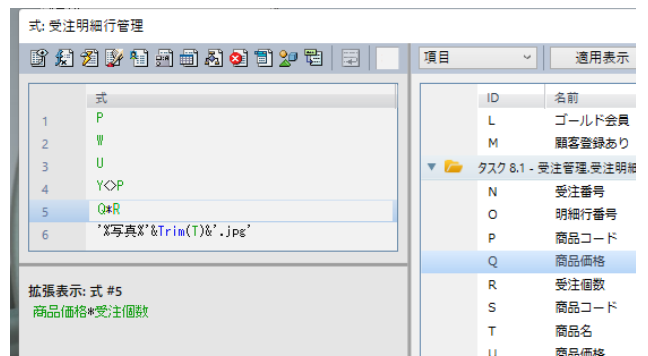 式: 受注明細行管理
項目
適用表示
式
1 P
2 W
3 U
4 Y<>P
5 Q*R
6 '%写真%'&Trim(T)&'.jpg'
拡張表示: 式 #5
商品価格*受注個数
ID 名前
L ゴールド会員
M 顧客登録あり
タスク 8.1 - 受注管理.受注明細
N 受注番号
O 明細行番号
P 商品コード
Q 商品価格
R 受注個数
S 商品コード
T 商品名
U 商品価格